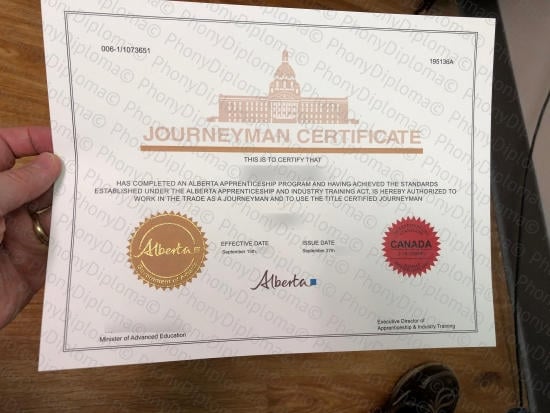 006-1/1073651
195136A
JOURNEYMAN CERTIFICATE
THIS IS TO CERTIFY THAT
HAS COMPLETED AN ALBERTA APPRENTICESHIP PROGRAM AND HAVING ACHIEVED THE STANDARDS
ESTABLISHED UNDER THE ALBERTA APPRENTICESHIP AND INDUSTRY TRAINING ACT, IS HEREBY AUTHORIZED TO
WORK IN THE TRADE AS A JOURNEYMAN AND TO USE THE TITLE CERTIFIED JOURNEYMAN
EFFECTIVE DATE
ISSUE DATE
Alberta
CANADA
Alberta
Minister of Advanced Education
Executive Director of
Apprenticeship & Industry Training
PhonyDiploma©